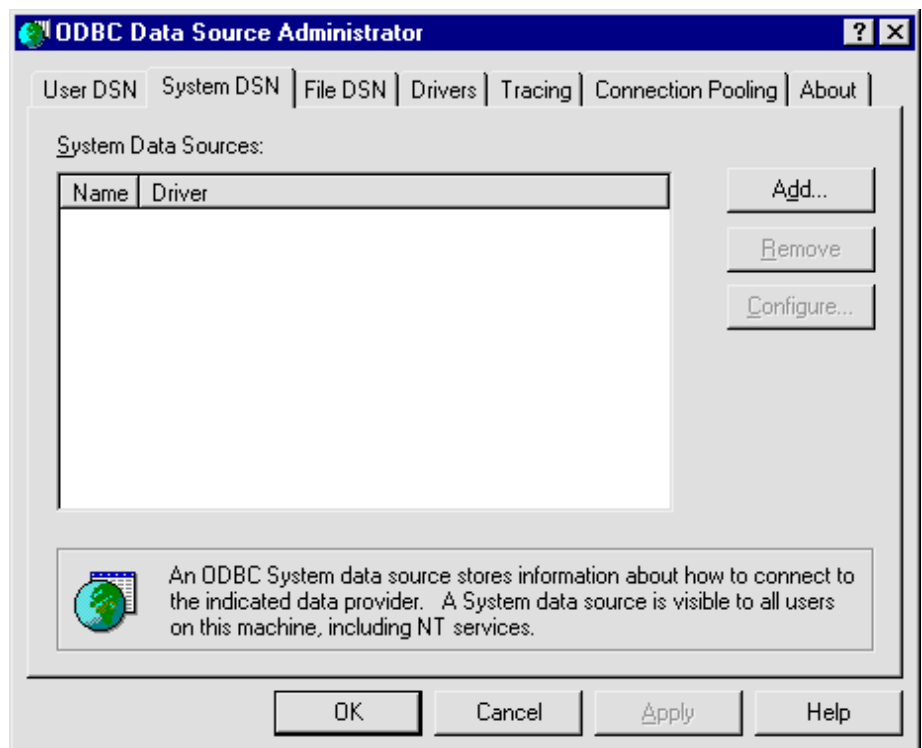 ODBC Data Source Administrator
User DSN System DSN File DSN Drivers Tracing Connection Pooling About
System Data Sources:
Name Driver
Add...
Remove
Configure...
An ODBC System data source stores information about how to connect to
the indicated data provider. A System data source is visible to all users
on this machine, including NT services.
OK Cancel Apply Help